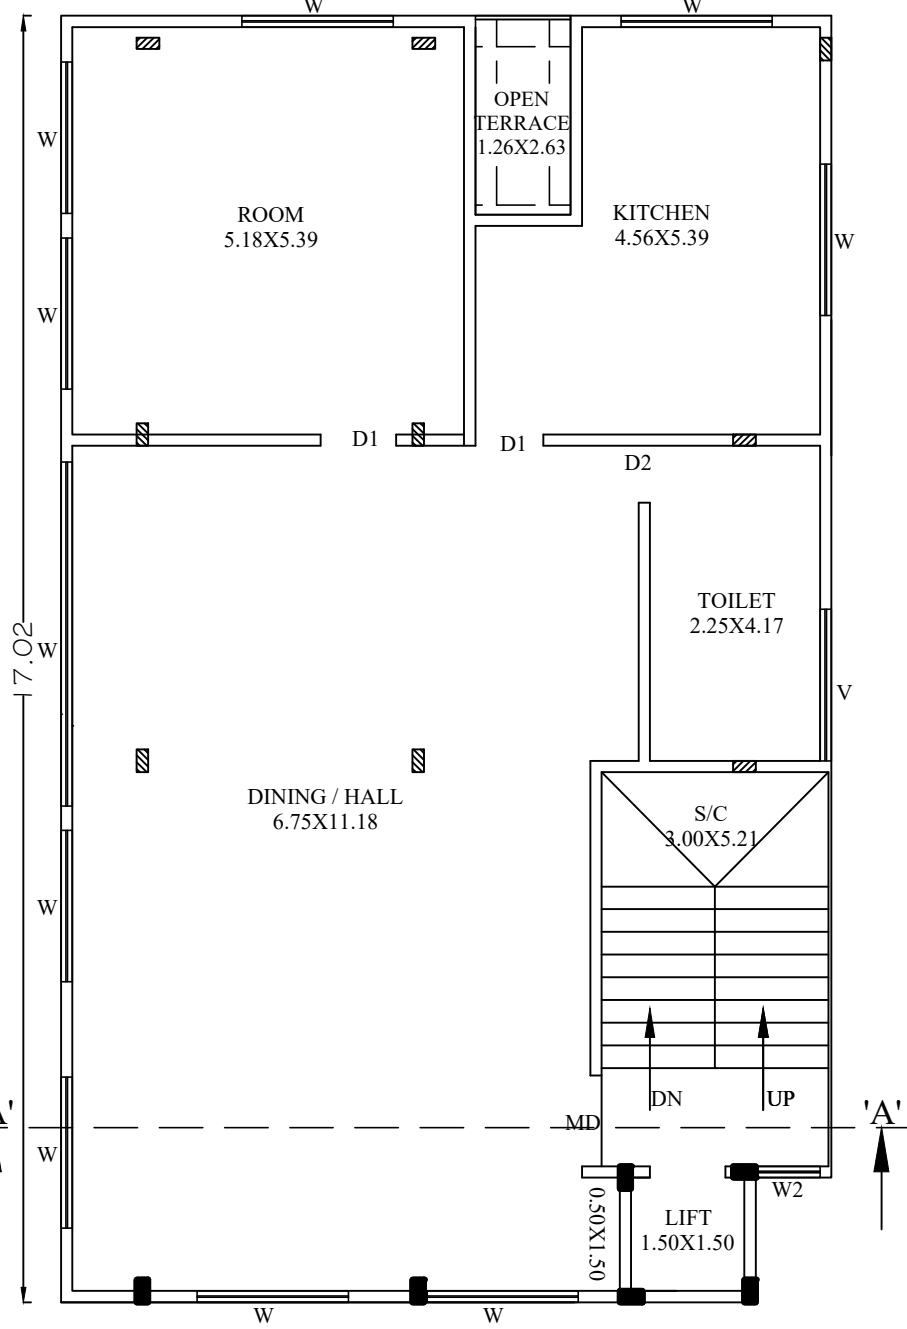 W
W
OPEN
TERRACE
1.26X2.63
W
ROOM
5.18X5.39
KITCHEN
4.56X5.39
W
W
D1
D1
D2
TOILET
2.25X4.17
17.02
W
V
DINING / HALL
6.75X11.18
S/C
3.00X5.21
W
DN
UP
A'
MD
'A'
W
W2
0.50X1.50
LIFT
1.50X1.50
W
W